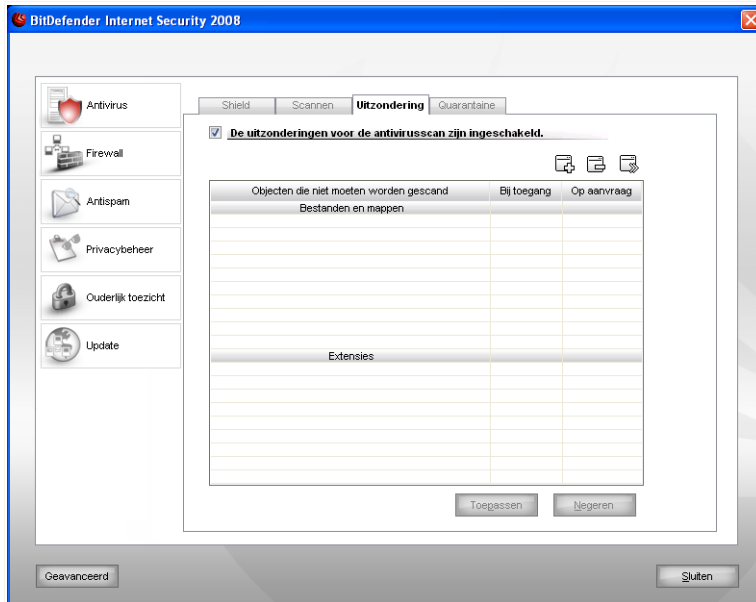 BitDefender Internet Security 2008
Antivirus
Firewall
Antispam
Privacybeheer
Ouderlijk toezicht
Update
Shield Scannen Uitzondering Quarantaine
De uitzonderingen voor de antivirusscan zijn ingeschakeld.
Objecten die niet moeten worden gescand Bij toegang Op aanvraag
Bestanden en mappen
Extensies
Toepassen Negeren
Geavanceerd Sluiten